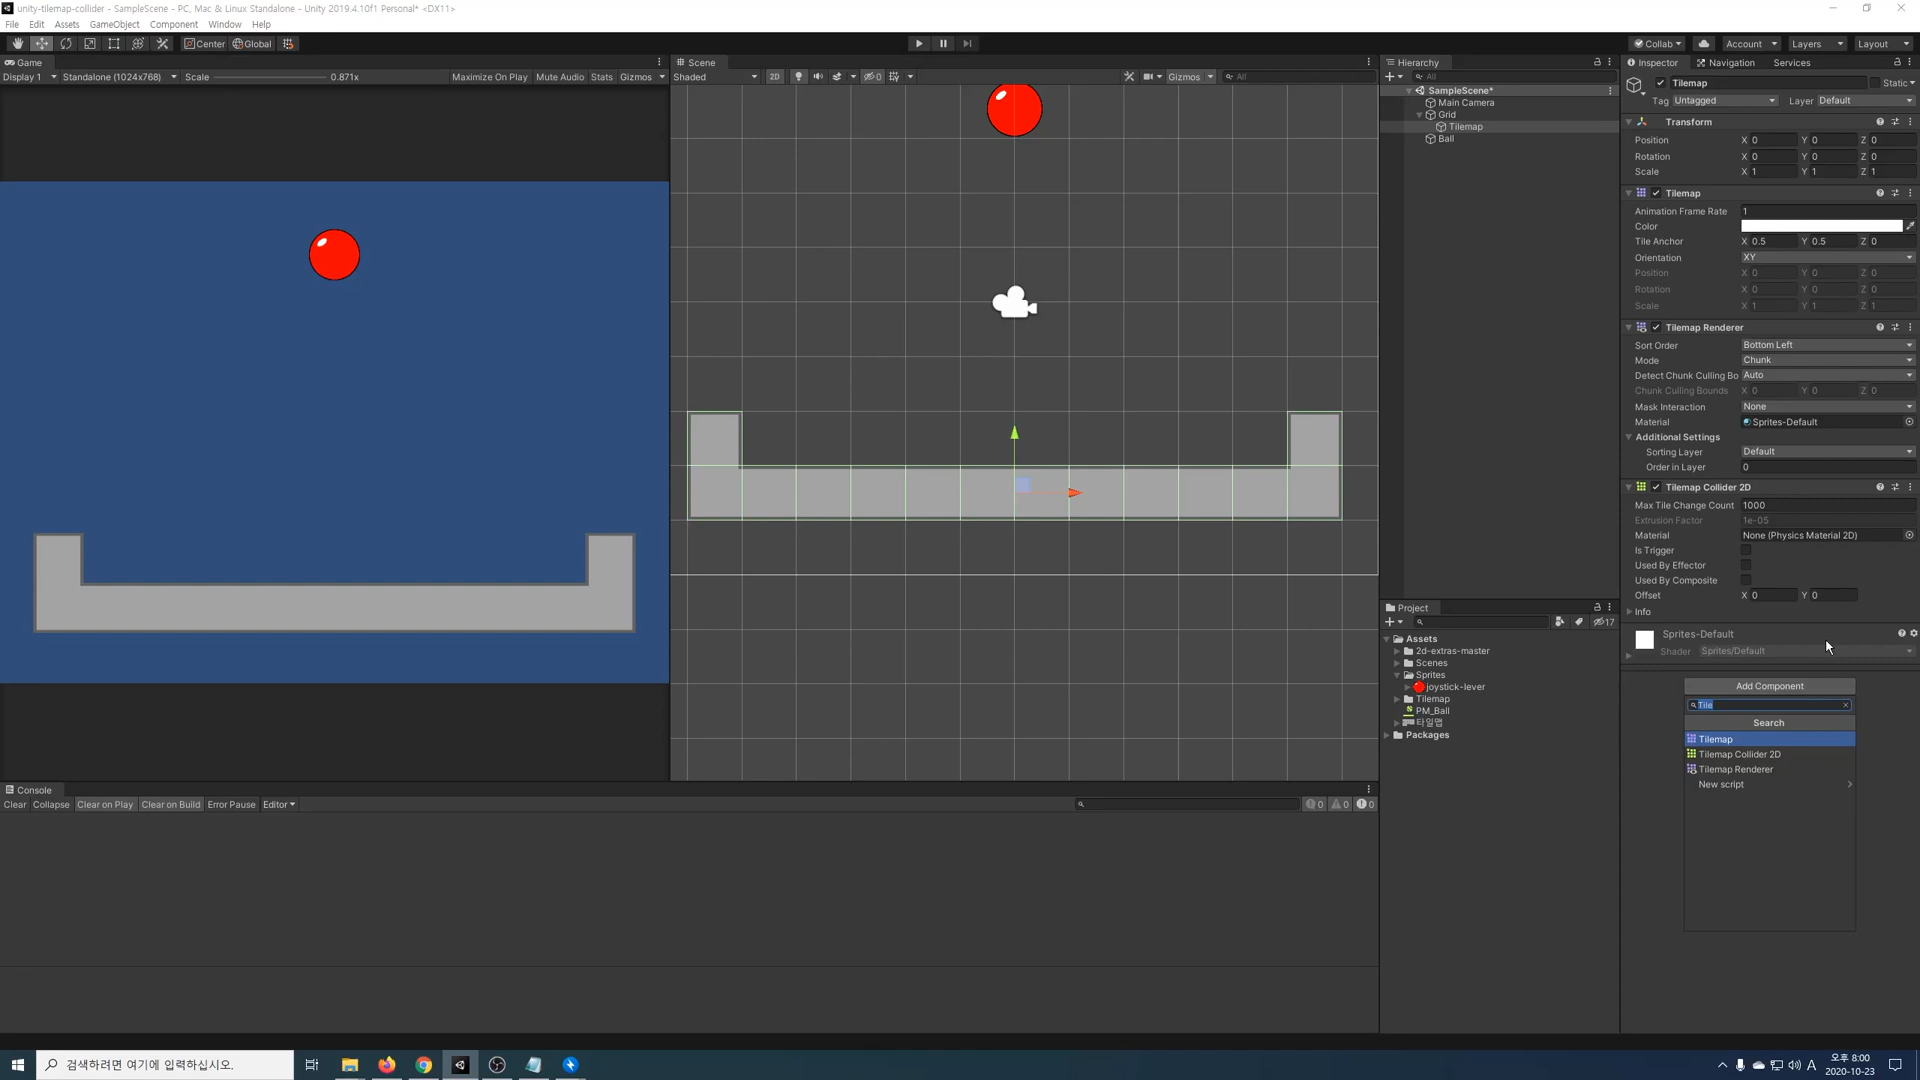 unity-tilemap-collider - SampleScene - PC, Mac & Linux Standalone - Unity 2019.4.10f1 Personal* <DX11>
File Edit Assets GameObject Component Window Help
Center Global
Collab Account Layers Layout
Game
Display 1 Standalone (1024x768) Scale 0.871x Maximize On Play Mute Audio Stats Gizmos
Scene
Shaded 2D 0 Gizmos All
Hierarchy
All
SampleScene*
Main Camera
Grid
Tilemap
Ball
Project
17
Assets
2d-extras-master
Scenes
Sprites
joystick-lever
Tilemap
PM_Ball
타일맵
Packages
Inspector Navigation Services
Tilemap Static
Tag Untagged Layer Default
Transform
Position X 0 Y 0 Z 0
Rotation X 0 Y 0 Z 0
Scale X 1 Y 1 Z 1
Tilemap
Animation Frame Rate 1
Color
Tile Anchor X 0.5 Y 0.5 Z 0
Orientation XY
Position X 0 Y 0 Z 0
Rotation X 0 Y 0 Z 0
Scale X 1 Y 1 Z 1
Tilemap Renderer
Sort Order Bottom Left
Mode Chunk
Detect Chunk Culling Bo Auto
Chunk Culling Bounds X 0 Y 0 Z 0
Mask Interaction None
Material Sprites-Default
Additional Settings
Sorting Layer Default
Order in Layer 0
Tilemap Collider 2D
Max Tile Change Count 1000
Extrusion Factor 1e-05
Material None (Physics Material 2D)
Is Trigger
Used By Effector
Used By Composite
Offset X 0 Y 0
Info
Sprites-Default
Shader Sprites/Default
Add Component
Tile
Search
Tilemap
Tilemap Collider 2D
Tilemap Renderer
New script
Console
Clear Collapse Clear on Play Clear on Build Error Pause Editor 0 0 0
검색하려면 여기에 입력하십시오.
A
오후 8:00
2020-10-23